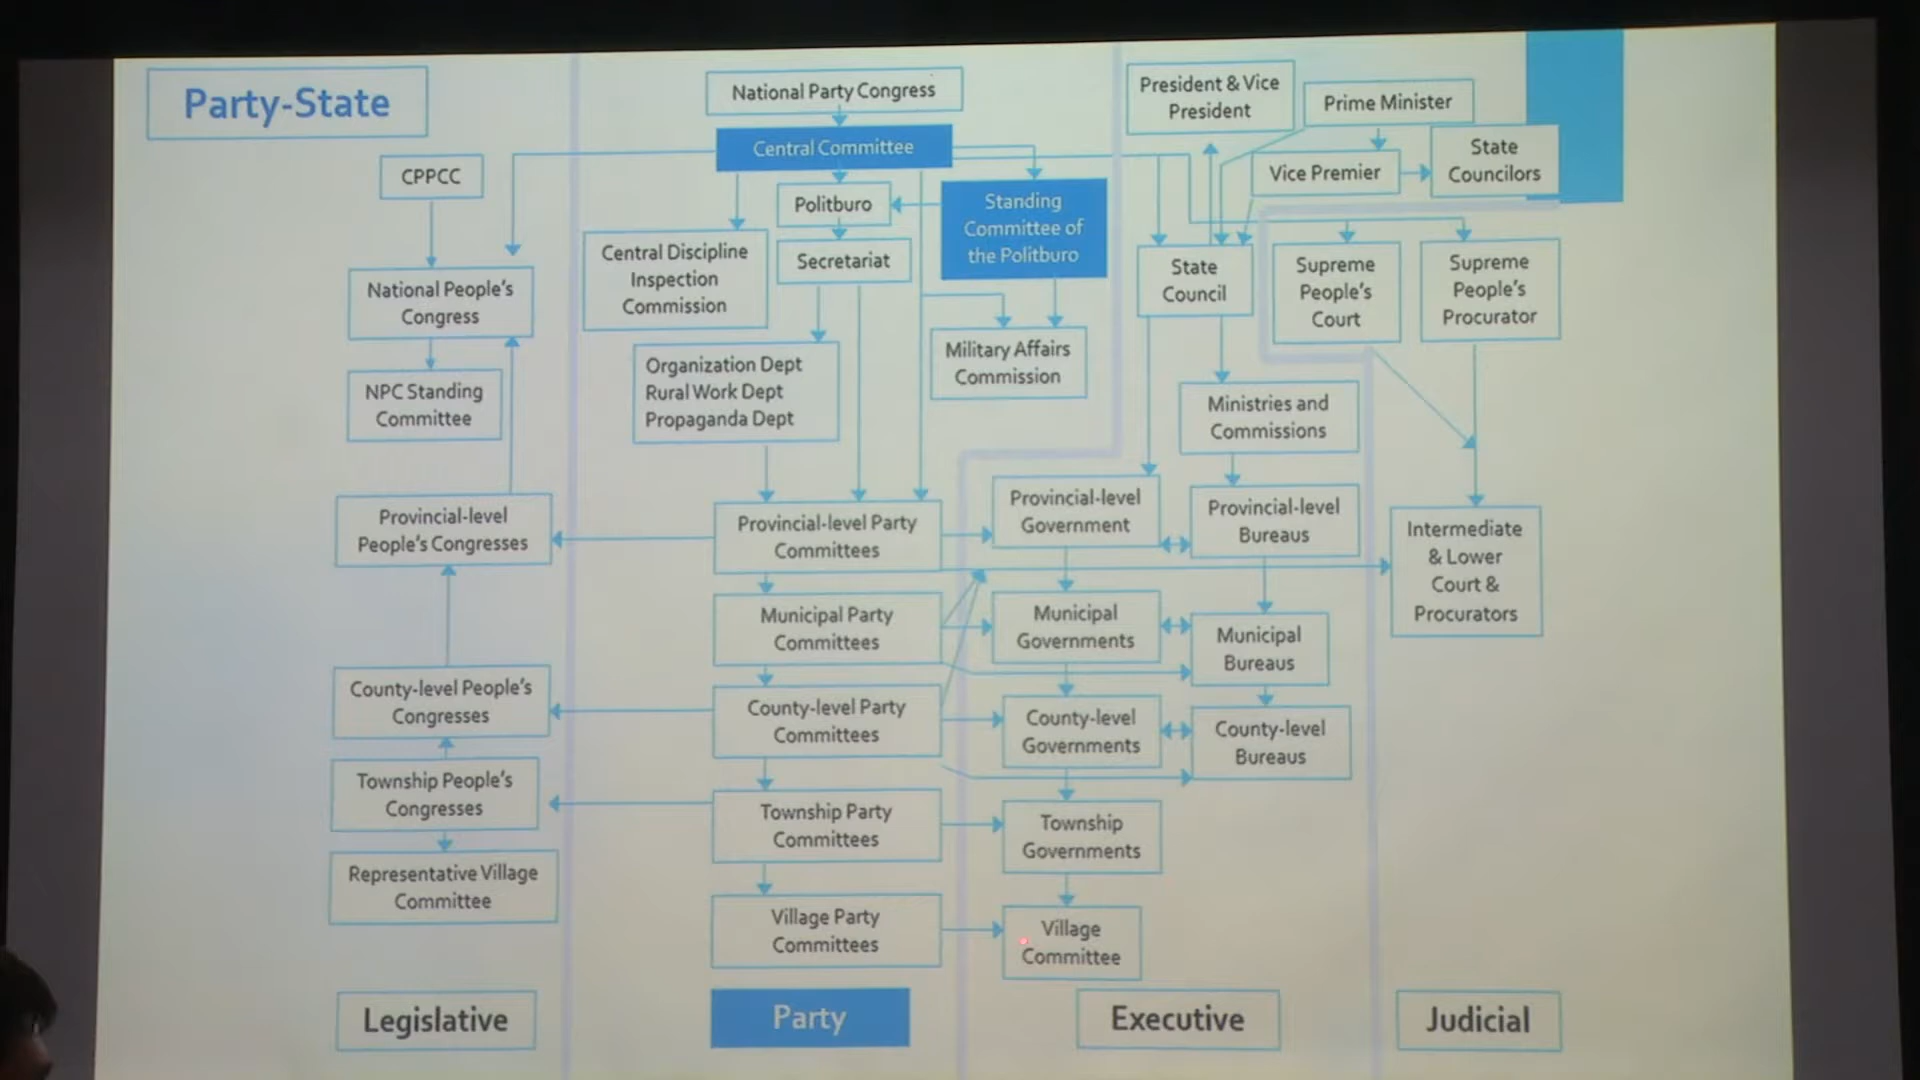 Party-State
CPPCC
National People's
Congress
NPC Standing
Committee
Provincial-level
People's Congresses
County-level People's
Congresses
Township People's
Congresses
Representative Village
Committee
Legislative
National Party Congress
Central Committee
Politburo
Standing
Committee of
the Politburo
Central Discipline
Inspection
Commission
Secretariat
Organization Dept
Rural Work Dept
Propaganda Dept
Military Affairs
Commission
Provincial-level Party
Committees
Municipal Party
Committees
County-level Party
Committees
Township Party
Committees
Village Party
Committees
Party
President & Vice
President
Prime Minister
Vice Premier
State
Councilors
State
Council
Ministries and
Commissions
Provincial-level
Government
Provincial-level
Bureaus
Municipal
Governments
Municipal
Bureaus
County-level
Governments
County-level
Bureaus
Township
Governments
Village
Committee
Executive
Supreme
People's
Court
Supreme
People's
Procurator
Intermediate
& Lower
Court &
Procurators
Judicial